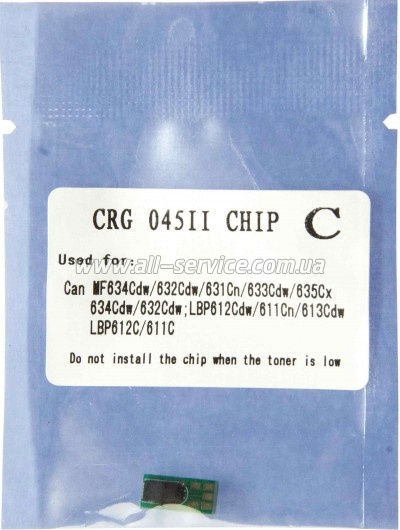 CRG 045II CHIP C
Used for:
www.all-service.com.ua
Can MF634Cdw/632Cdw/631Cn/633Cdw/635Cx
634Cdw/632Cdw;LBP612Cdw/611Cn/613Cdw
LBP612C/611C
Do not install the chip when the toner is low